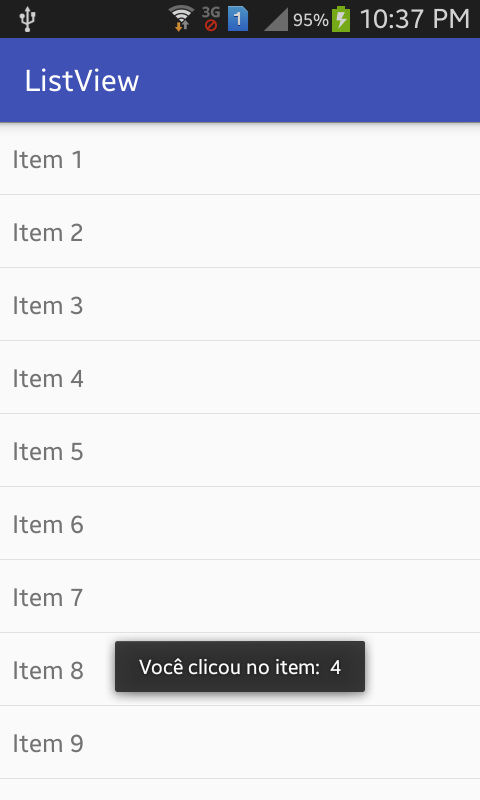 3G 1 95% 10:37 PM
ListView
Item 1
Item 2
Item 3
Item 4
Item 5
Item 6
Item 7
Item 8
Você clicou no item:  4
Item 9